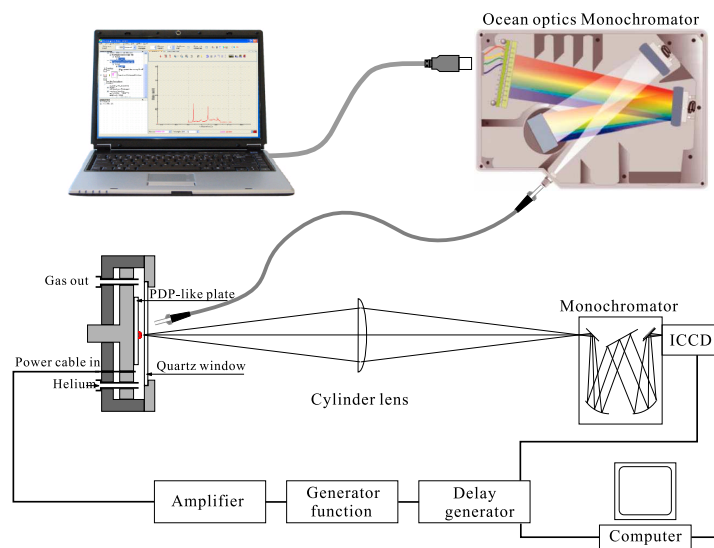 Ocean optics Monochromator
Gas out
PDP-like plate
Monochromator
ICCD
Power cable in
Quartz window
Helium
Cylinder lens
Amplifier
Generator
function
Delay
generator
Computer